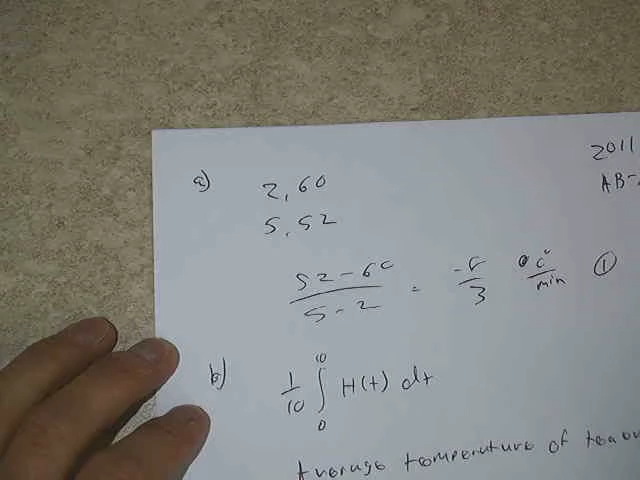 2011
AB-
a) 2,60
5,52
52-60 / 5-2 = -8/3 °C/min ①
b) 1/10 ∫₀¹⁰ H(t) dt
Average temperature of